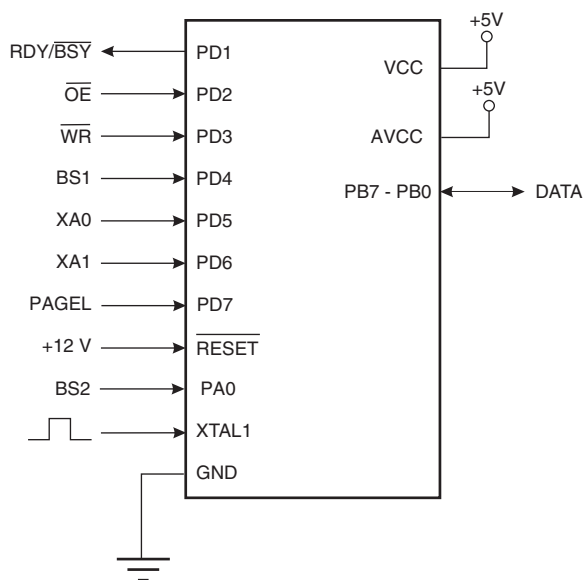 RDY/BSY PD1
OE PD2
WR PD3
BS1 PD4
XA0 PD5
XA1 PD6
PAGEL PD7
+12 V RESET
BS2 PA0
XTAL1
GND
+5V
VCC
+5V
AVCC
PB7 - PB0 DATA